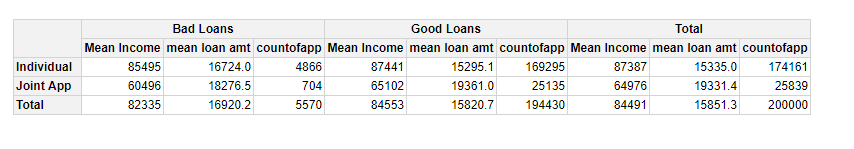 Bad Loans Good Loans Total
Mean Income mean loan amt countofapp Mean Income mean loan amt countofapp Mean Income mean loan amt countofapp
Individual 85495 16724.0 4866 87441 15295.1 169295 87387 15335.0 174161
Joint App 60496 18276.5 704 65102 19361.0 25135 64976 19331.4 25839
Total 82335 16920.2 5570 84553 15820.7 194430 84491 15851.3 200000